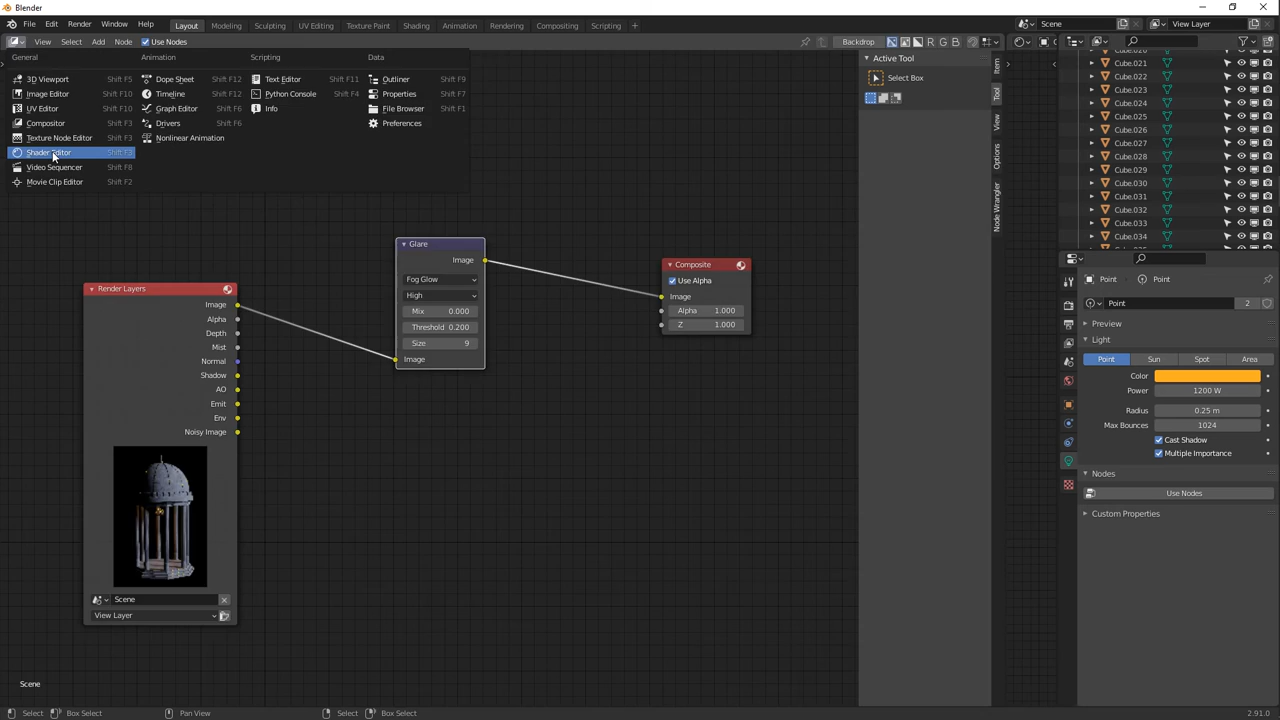 Blender
File Edit Render Window Help Layout Modeling Sculpting UV Editing Texture Paint Shading Animation Rendering Compositing Scripting + Scene View Layer
View Select Add Node Use Nodes Backdrop R G B
General Animation Scripting Data
3D Viewport Shift F5 Dope Sheet Shift F12 Text Editor Shift F11 Outliner Shift F9
Image Editor Shift F10 Timeline Shift F12 Python Console Shift F4 Properties Shift F7
UV Editor Shift F10 Graph Editor Shift F6 Info File Browser Shift F1
Compositor Shift F3 Drivers Shift F6 Preferences
Texture Node Editor Shift F3 Nonlinear Animation
Shader Editor Shift F3
Video Sequencer Shift F8
Movie Clip Editor Shift F2
Active Tool
Select Box
Item
Tool
View
Options
Node Wrangler
Cube.021
Cube.022
Cube.023
Cube.024
Cube.025
Cube.026
Cube.027
Cube.028
Cube.029
Cube.030
Cube.031
Cube.032
Cube.033
Cube.034
Render Layers
Image
Alpha
Depth
Mist
Normal
Shadow
AO
Emit
Env
Noisy Image
Scene
View Layer
Glare
Image
Fog Glow
High
Mix 0.000
Threshold 0.200
Size 9
Image
Composite
Use Alpha
Image
Alpha 1.000
Z 1.000
Point Point
Point 2
Preview
Light
Point Sun Spot Area
Color
Power 1200 W
Radius 0.25 m
Max Bounces 1024
Cast Shadow
Multiple Importance
Nodes
Use Nodes
Custom Properties
Scene
Select Box Select Pan View Select Box Select 2.91.0